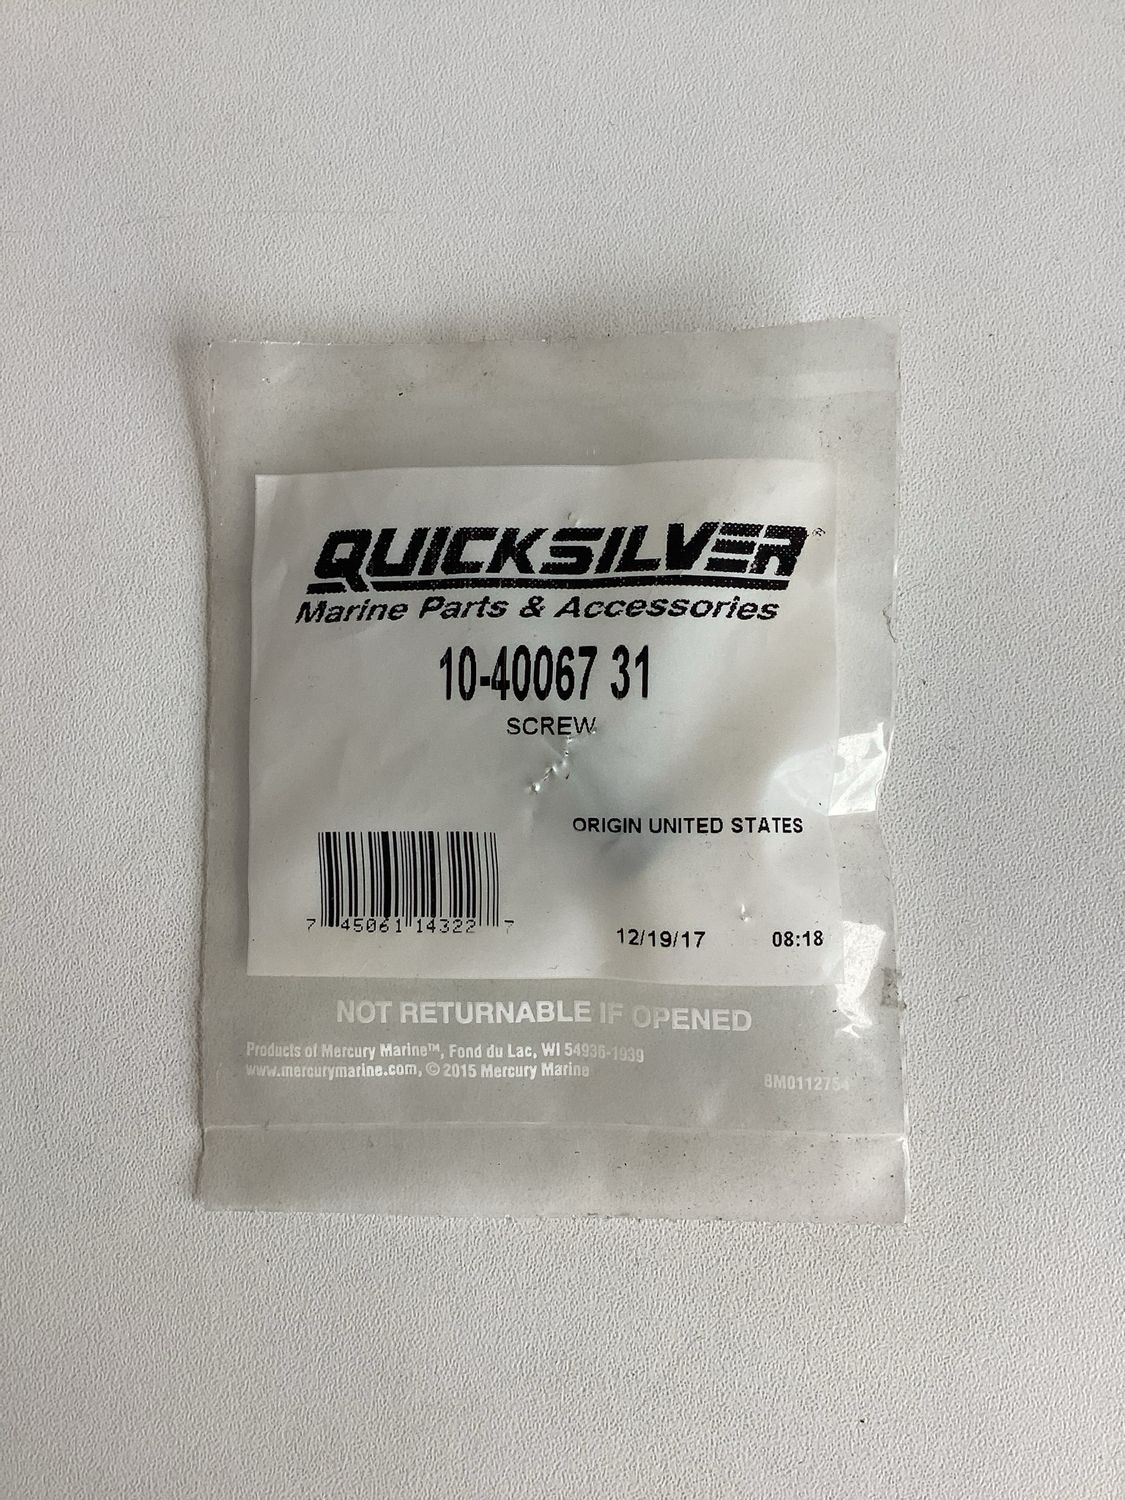 QUICKSILVER®
Marine Parts & Accessories
10-40067 31
SCREW
ORIGIN UNITED STATES
7 45061 14322 7
12/19/17 08:18
NOT RETURNABLE IF OPENED
Products of Mercury Marine™, Fond du Lac, WI 54936-1939
www.mercurymarine.com, © 2015 Mercury Marine
8M0112754